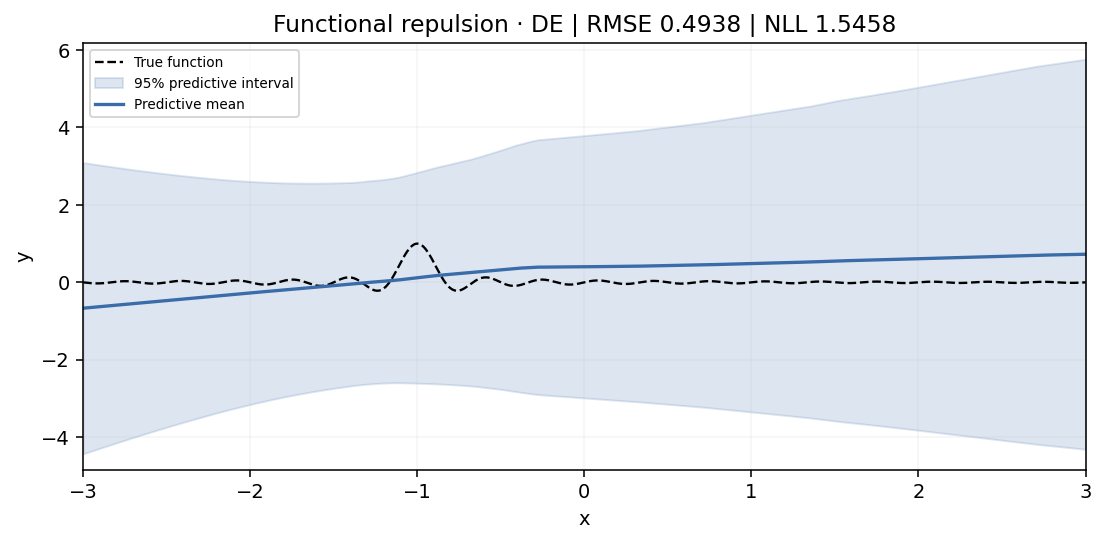 Functional repulsion · DE | RMSE 0.4938 | NLL 1.5458
True function
95% predictive interval
Predictive mean
6
4
2
0
−2
−4
y
−3 −2 −1 0 1 2 3
x